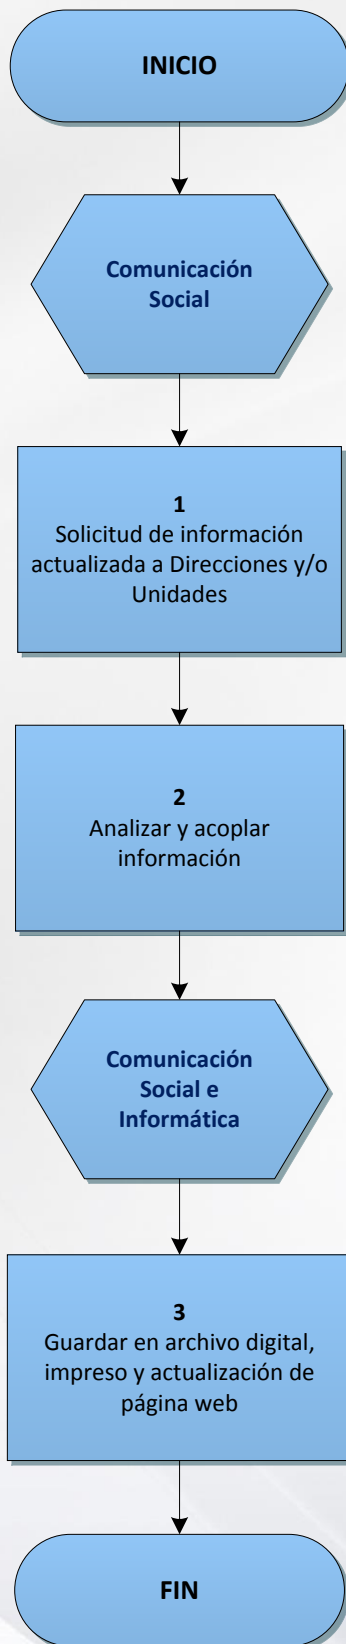 INICIO
Comunicación
Social
1
Solicitud de información
actualizada a Direcciones y/o
Unidades
2
Analizar y acoplar
información
Comunicación
Social e
Informática
3
Guardar en archivo digital,
impreso y actualización de
página web
FIN